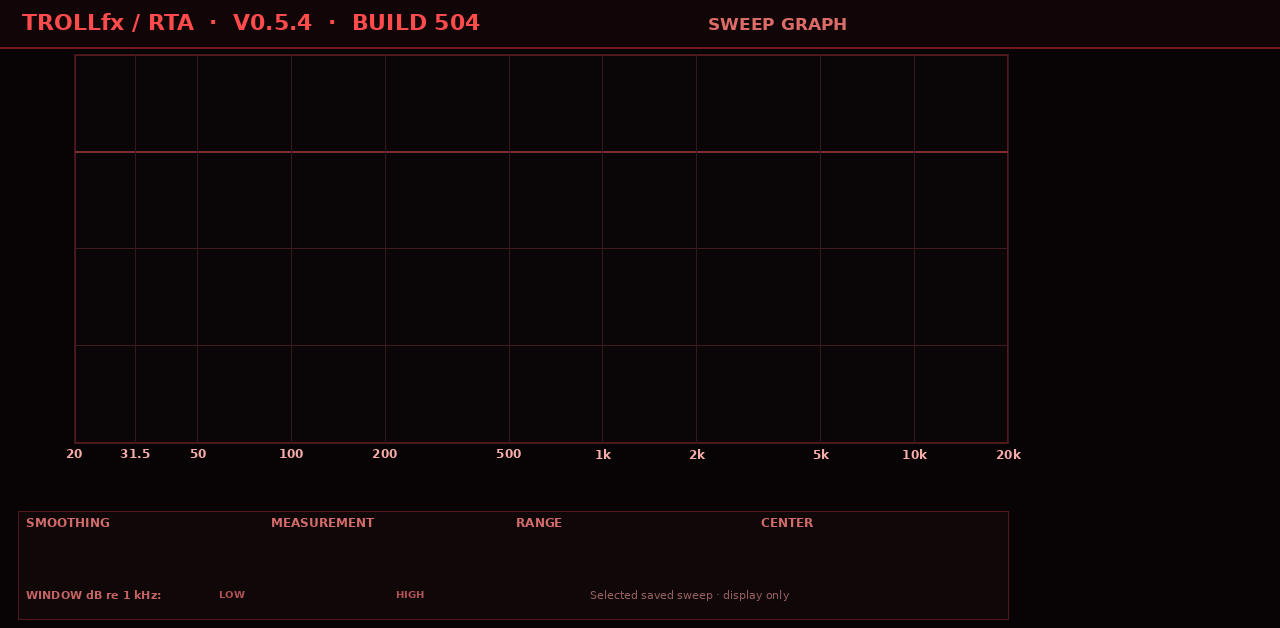 TROLLfx / RTA · V0.5.4 · BUILD 504
SWEEP GRAPH
20 31.5 50 100 200 500 1k 2k 5k 10k 20k
SMOOTHING MEASUREMENT RANGE CENTER
WINDOW dB re 1 kHz: LOW HIGH Selected saved sweep · display only